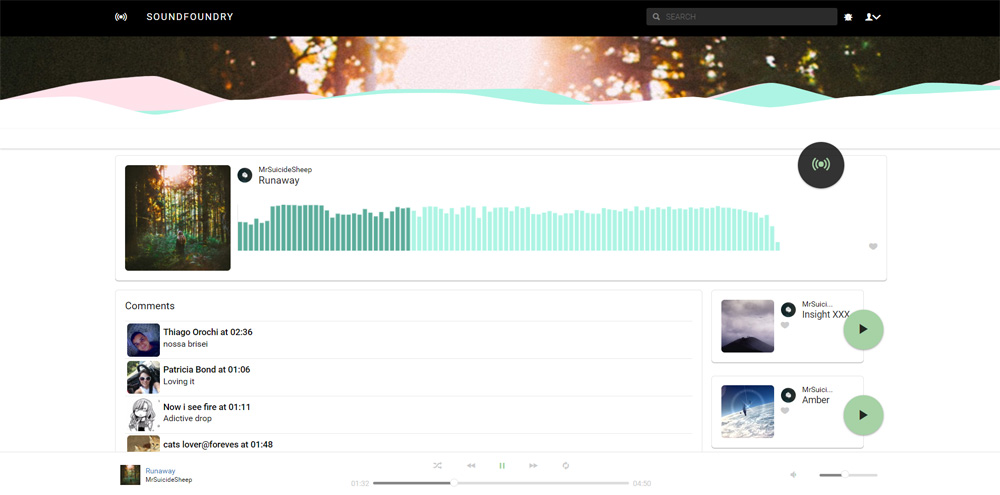 SOUNDFOUNDRY
SEARCH
MrSuicideSheep
Runaway
Comments
Thiago Orochi at 02:36
nossa brisei
Patricia Bond at 01:06
Loving it
Now i see fire at 01:11
Adictive drop
cats lover@foreves at 01:48
MrSuici...
Insight XXX
MrSuici...
Amber
Runaway
MrSuicideSheep
01:32
04:50